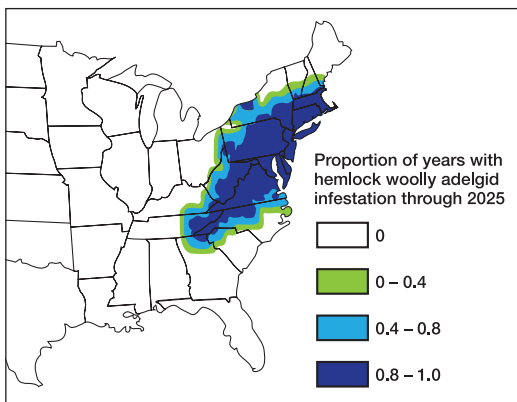 Proportion of years with
hemlock woolly adelgid
infestation through 2025
0
0 – 0.4
0.4 – 0.8
0.8 – 1.0